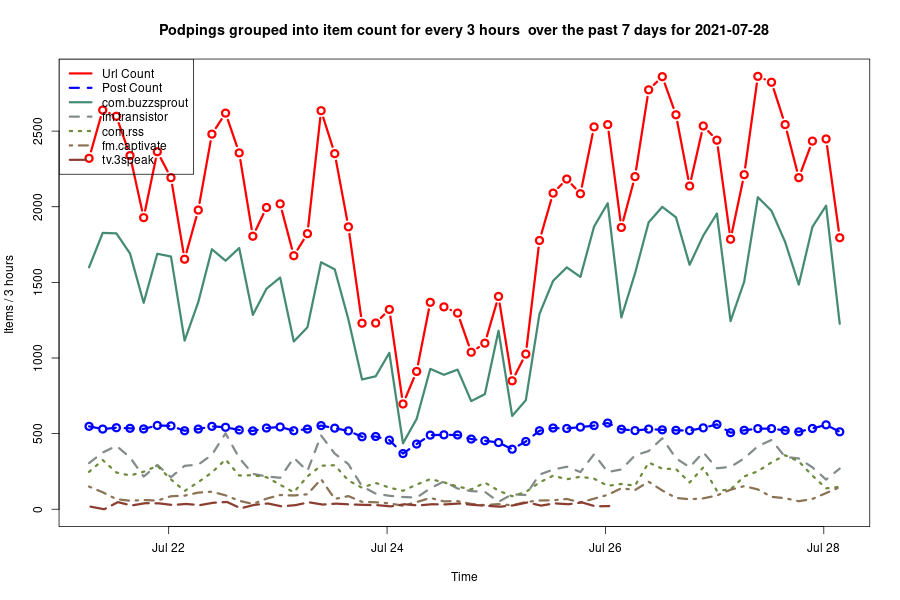 Podpings grouped into item count for every 3 hours over the past 7 days for 2021-07-28
Url Count
Post Count
com.buzzsprout
fm.transistor
com.rss
fm.captivate
tv.3speak
Items / 3 hours
2500
2000
1500
1000
500
0
Jul 22
Jul 24
Jul 26
Jul 28
Time